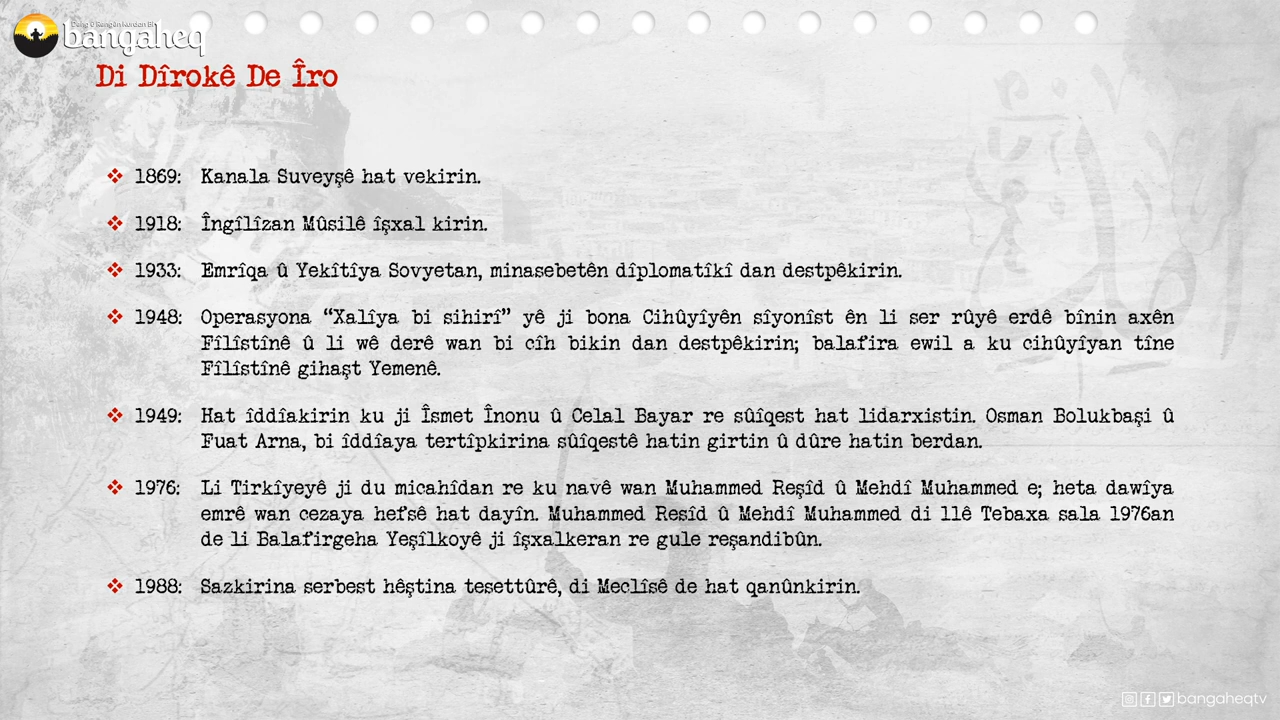 Deng û Rengên Kurdan Bi
bangaheq
Di Dîrokê De Îro
❖ 1869: Kanala Suveyşê hat vekirin.
❖ 1918: Îngîlîzan Mûsilê îşxal kirin.
❖ 1933: Emrîqa û Yekîtîya Sovyetan, minasebetên dîplomatîkî dan destpêkirin.
❖ 1948: Operasyona “Xalîya bi sihirî” yê ji bona Cihûyîyên sîyonîst ên li ser rûyê erdê bînin axên
Fîlîstînê û li wê derê wan bi cîh bikin dan destpêkirin; balafira ewil a ku cihûyîyan tîne
Fîlîstînê gihaşt Yemenê.
❖ 1949: Hat îddîakirin ku ji Îsmet Înonu û Celal Bayar re sûîqest hat lidarxistin. Osman Bolukbaşi û
Fuat Arna, bi îddîaya tertîpkirina sûîqestê hatin girtin û dûre hatin berdan.
❖ 1976: Li Tirkîyeyê ji du micahîdan re ku navê wan Muhammed Reşîd û Mehdî Muhammed e; heta dawîya
emrê wan cezaya hefsê hat dayîn. Muhammed Resîd û Mehdî Muhammed di 11ê Tebaxa sala 1976an
de li Balafirgeha Yeşîlkoyê ji îşxalkeran re gule reşandibûn.
❖ 1988: Sazkirina serbest hêştina tesettûrê, di Meclîsê de hat qanûnkirin.
bangaheqtv